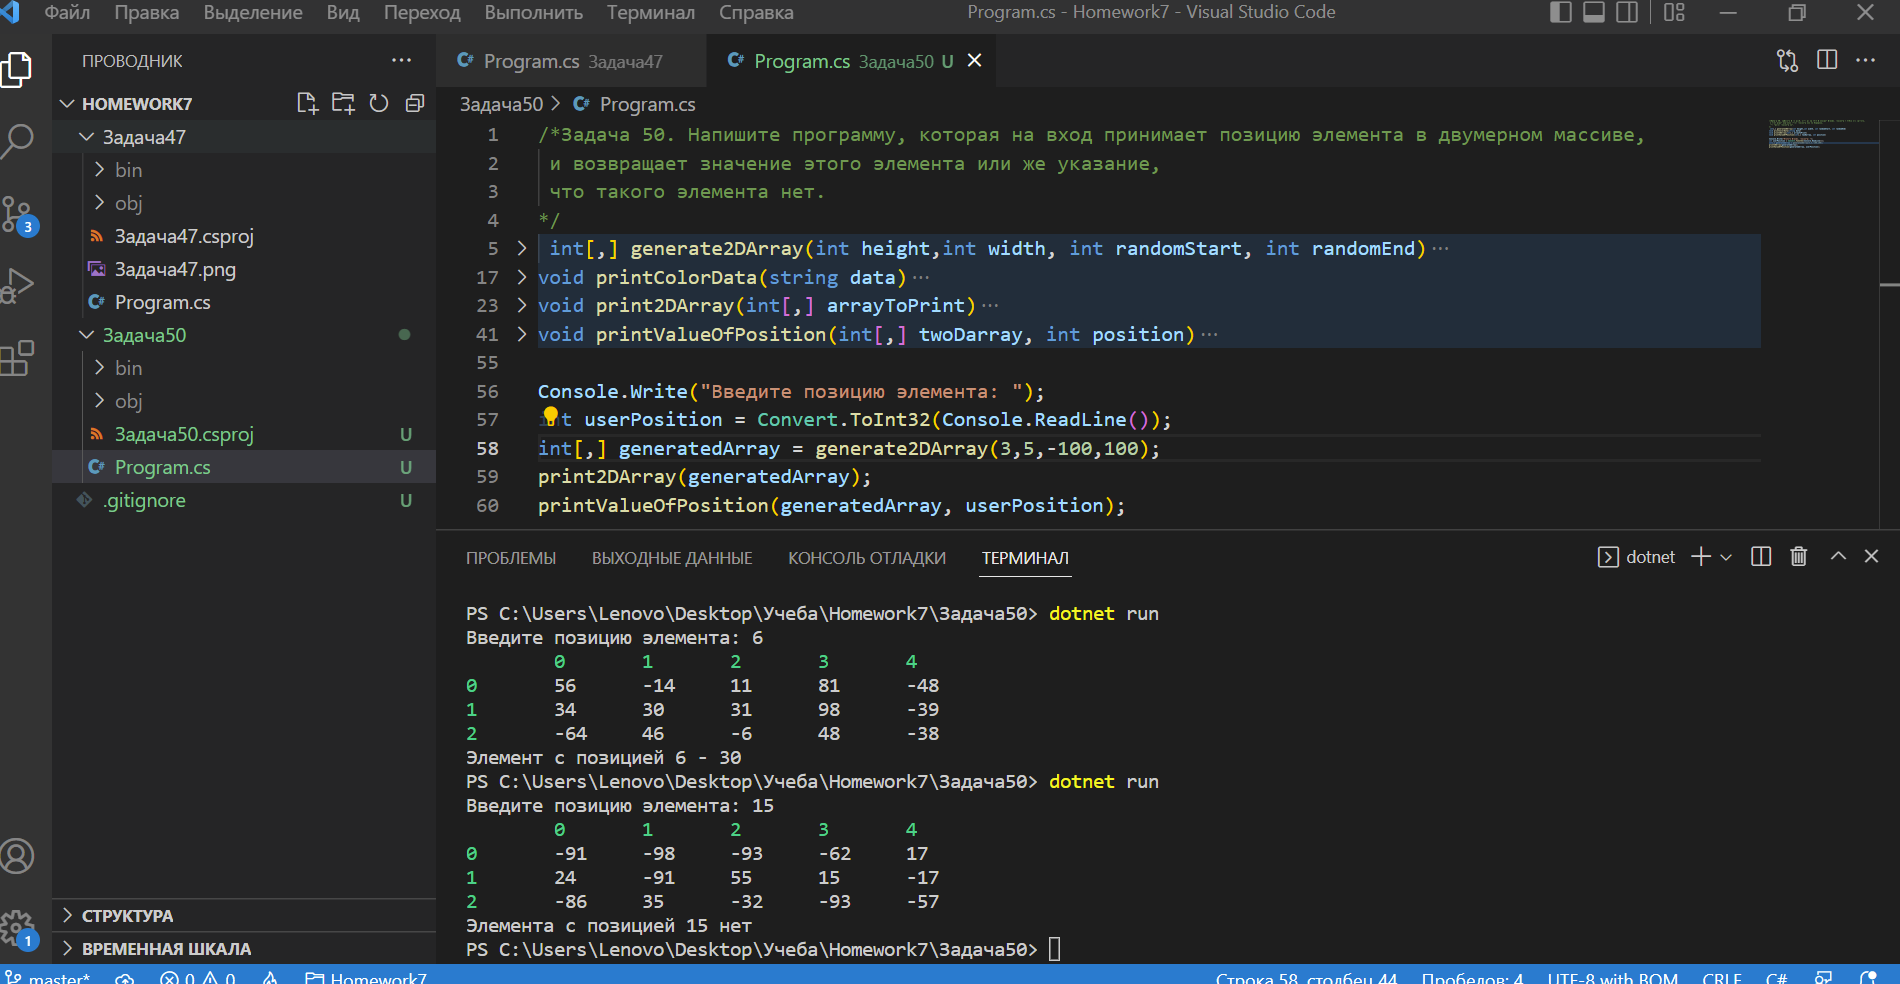 Файл Правка Выделение Вид Переход Выполнить Терминал Справка
Program.cs - Homework7 - Visual Studio Code
ПРОВОДНИК
HOMEWORK7
Задача47
bin
obj
Задача47.csproj
Задача47.png
Program.cs
Задача50
bin
obj
Задача50.csproj U
Program.cs U
.gitignore U
СТРУКТУРА
ВРЕМЕННАЯ ШКАЛА
3
1
Program.cs Задача47
Program.cs Задача50 U
Задача50 > Program.cs
1 /*Задача 50. Напишите программу, которая на вход принимает позицию элемента в двумерном массиве,
2 и возвращает значение этого элемента или же указание,
3 что такого элемента нет.
4 */
5 int[,] generate2DArray(int height,int width, int randomStart, int randomEnd)···
17 void printColorData(string data)···
23 void print2DArray(int[,] arrayToPrint)···
41 void printValueOfPosition(int[,] twoDarray, int position)···
55
56 Console.Write("Введите позицию элемента: ");
57 int userPosition = Convert.ToInt32(Console.ReadLine());
58 int[,] generatedArray = generate2DArray(3,5,-100,100);
59 print2DArray(generatedArray);
60 printValueOfPosition(generatedArray, userPosition);
ПРОБЛЕМЫ ВЫХОДНЫЕ ДАННЫЕ КОНСОЛЬ ОТЛАДКИ ТЕРМИНАЛ
dotnet
PS C:\Users\Lenovo\Desktop\Учеба\Homework7\Задача50> dotnet run
Введите позицию элемента: 6
0 1 2 3 4
0 56 -14 11 81 -48
1 34 30 31 98 -39
2 -64 46 -6 48 -38
Элемент с позицией 6 - 30
PS C:\Users\Lenovo\Desktop\Учеба\Homework7\Задача50> dotnet run
Введите позицию элемента: 15
0 1 2 3 4
0 -91 -98 -93 -62 17
1 24 -91 55 15 -17
2 -86 35 -32 -93 -57
Элемента с позицией 15 нет
PS C:\Users\Lenovo\Desktop\Учеба\Homework7\Задача50>
master* 0 0 Homework7
Строка 58, столбец 44 Пробелов: 4 UTF-8 with BOM CRLF C#